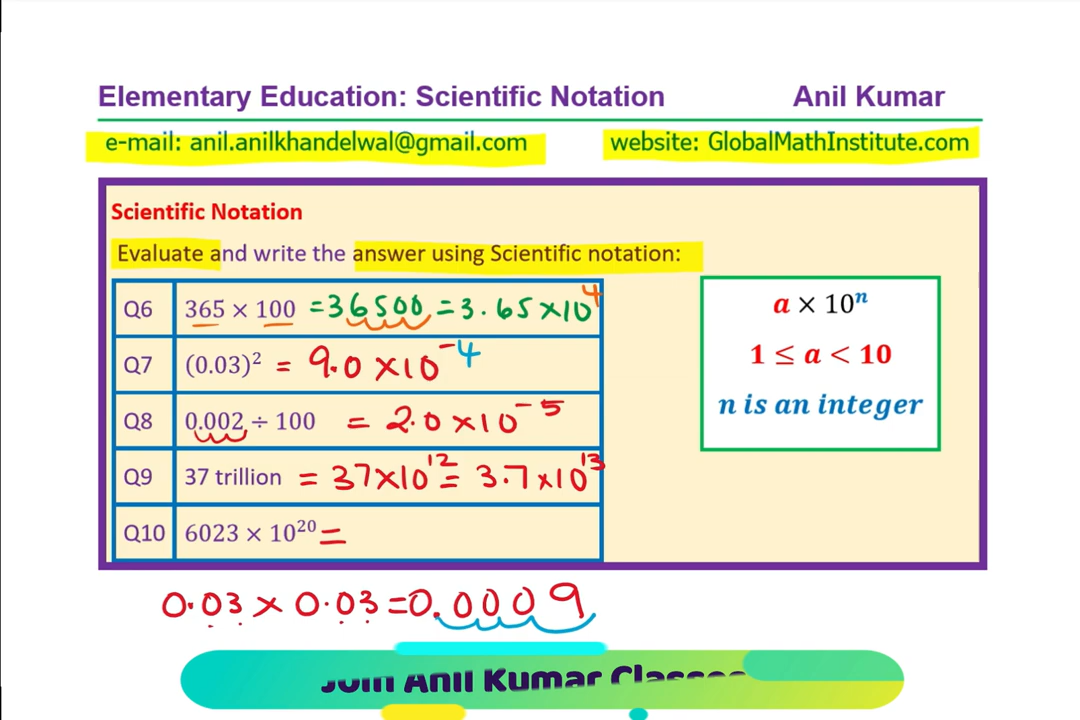 Elementary Education: Scientific Notation Anil Kumar
e-mail: anil.anilkhandelwal@gmail.com website: GlobalMathInstitute.com
Scientific Notation
Evaluate and write the answer using Scientific notation:
Q6 365 × 100 = 36500 = 3.65 × 10⁴
Q7 (0.03)² = 9.0 × 10⁻⁴
Q8 0.002 ÷ 100 = 2.0 × 10⁻⁵
Q9 37 trillion = 37 × 10¹² = 3.7 × 10¹³
Q10 6023 × 10²⁰ =
a × 10ⁿ
1 ≤ a < 10
n is an integer
0.03 × 0.03 = 0.0009
Join Anil Kumar Classes